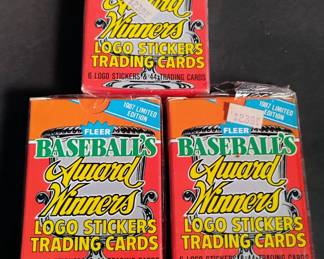 Award
Winners
LOGO STICKERS
TRADING CARDS
6 LOGO STICKERS & 44 TRADING CARDS
1987 LIMITED
EDITION
FLEER
BASEBALL'S
Award
Winners
LOGO STICKERS
TRADING CARDS
1987 LIMITED
EDITION
FLEER
BASEBALL'S
Award
Winners
LOGO STICKERS
TRADING CARDS